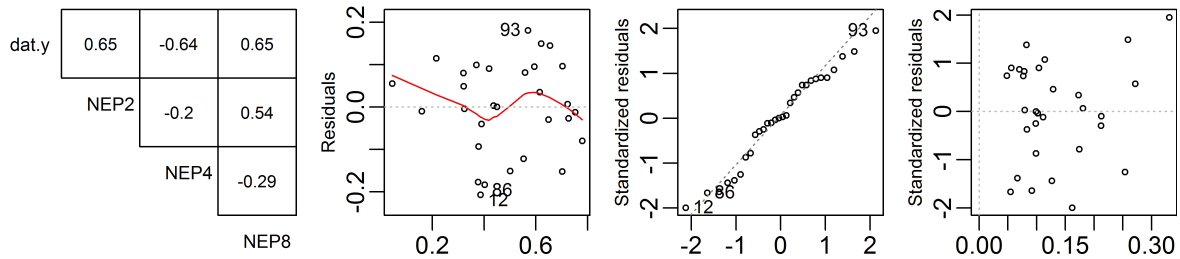 dat.y 0.65 -0.64 0.65
NEP2 -0.2 0.54
NEP4 -0.29
NEP8
Residuals
0.2
0.0
-0.2
93
86
12
0.2 0.6
Standardized residuals
2
1
0
-1
-2
93
86
12
-2 -1 0 1 2
Standardized residuals
2
1
0
-1
-2
0.00 0.15 0.30